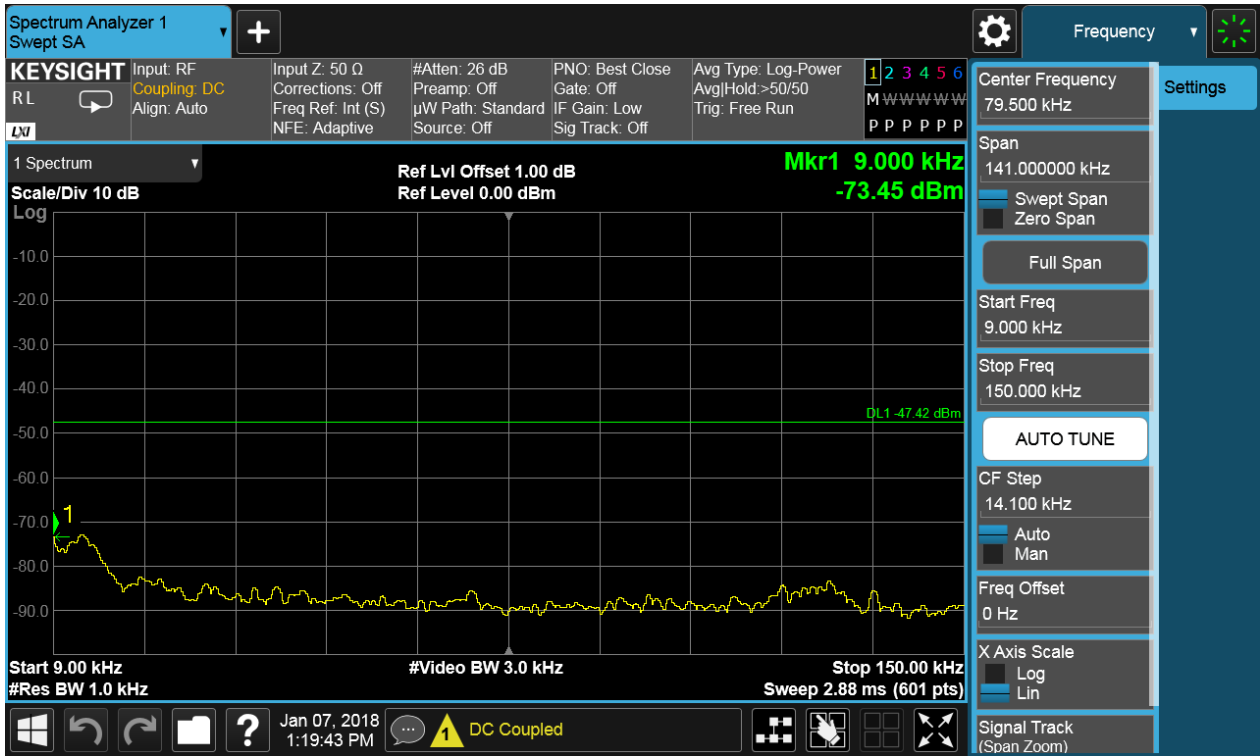 Spectrum Analyzer 1
Swept SA
Frequency
KEYSIGHT
RL
LXI
Input: RF
Coupling: DC
Align: Auto
Input Z: 50 Ω
Corrections: Off
Freq Ref: Int (S)
NFE: Adaptive
#Atten: 26 dB
Preamp: Off
µW Path: Standard
Source: Off
PNO: Best Close
Gate: Off
IF Gain: Low
Sig Track: Off
Avg Type: Log-Power
Avg|Hold:>50/50
Trig: Free Run
1 2 3 4 5 6
M W W W W W
P P P P P P
1 Spectrum
Scale/Div 10 dB
Ref Lvl Offset 1.00 dB
Ref Level 0.00 dBm
Mkr1 9.000 kHz
-73.45 dBm
Log
-10.0
-20.0
-30.0
-40.0
DL1 -47.42 dBm
-50.0
-60.0
1
-70.0
-80.0
-90.0
Start 9.00 kHz
#Video BW 3.0 kHz
Stop 150.00 kHz
#Res BW 1.0 kHz
Sweep 2.88 ms (601 pts)
Center Frequency
79.500 kHz
Span
141.000000 kHz
Swept Span
Zero Span
Full Span
Start Freq
9.000 kHz
Stop Freq
150.000 kHz
AUTO TUNE
CF Step
14.100 kHz
Auto
Man
Freq Offset
0 Hz
X Axis Scale
Log
Lin
Signal Track
(Span Zoom)
Settings
?
Jan 07, 2018
1:19:43 PM
1
DC Coupled